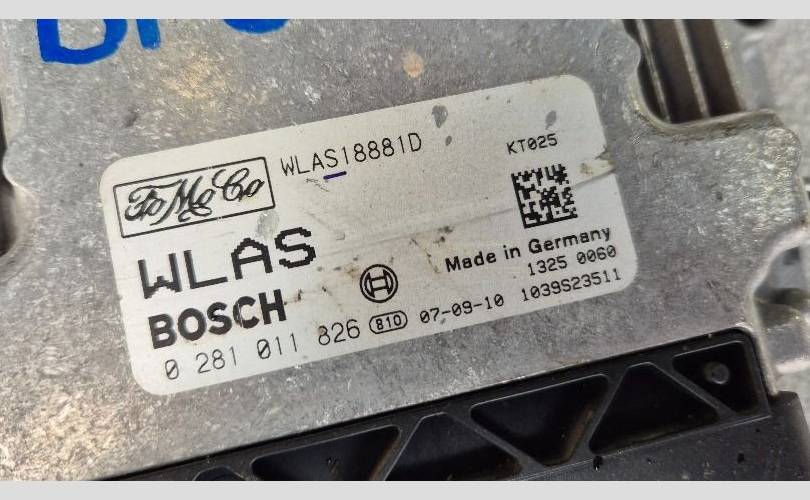 FoMoCo
WLAS18881D
KT025
WLAS
Made in Germany
BOSCH
1325 0060
0 281 011 826 810 07-09-10 1039S23511